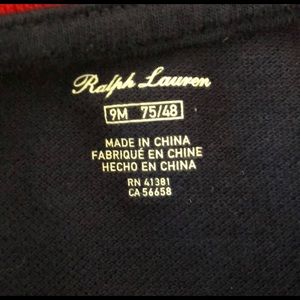 Ralph Lauren
9M 75/48
MADE IN CHINA
FABRIQUÉ EN CHINE
HECHO EN CHINA
RN 41381
CA 56658